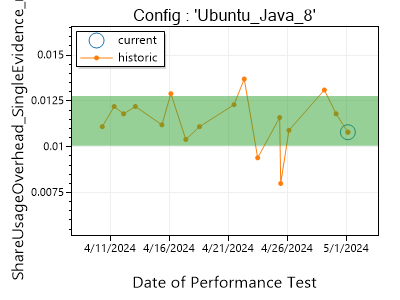 Config : 'Ubuntu_Java_8'
current
historic
0.015
0.0125
0.01
0.0075
ShareUsageOverhead_SingleEvidence_
4/11/2024 4/16/2024 4/21/2024 4/26/2024 5/1/2024
Date of Performance Test